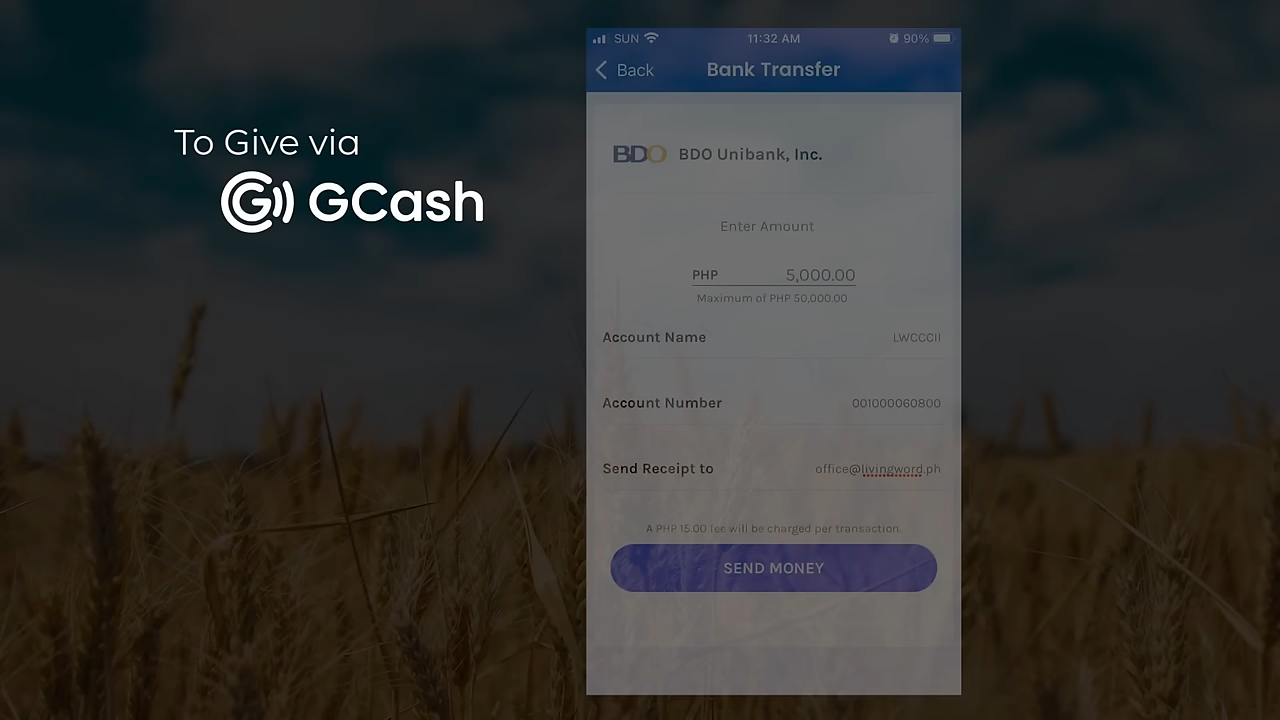 To Give via
GCash
SUN 11:32 AM 90%
Back Bank Transfer
BDO BDO Unibank, Inc.
Enter Amount
PHP 5,000.00
Maximum of PHP 50,000.00
Account Name LWCCCII
Account Number 001000060800
Send Receipt to office@livingword.ph
A PHP 15.00 fee will be charged per transaction.
SEND MONEY